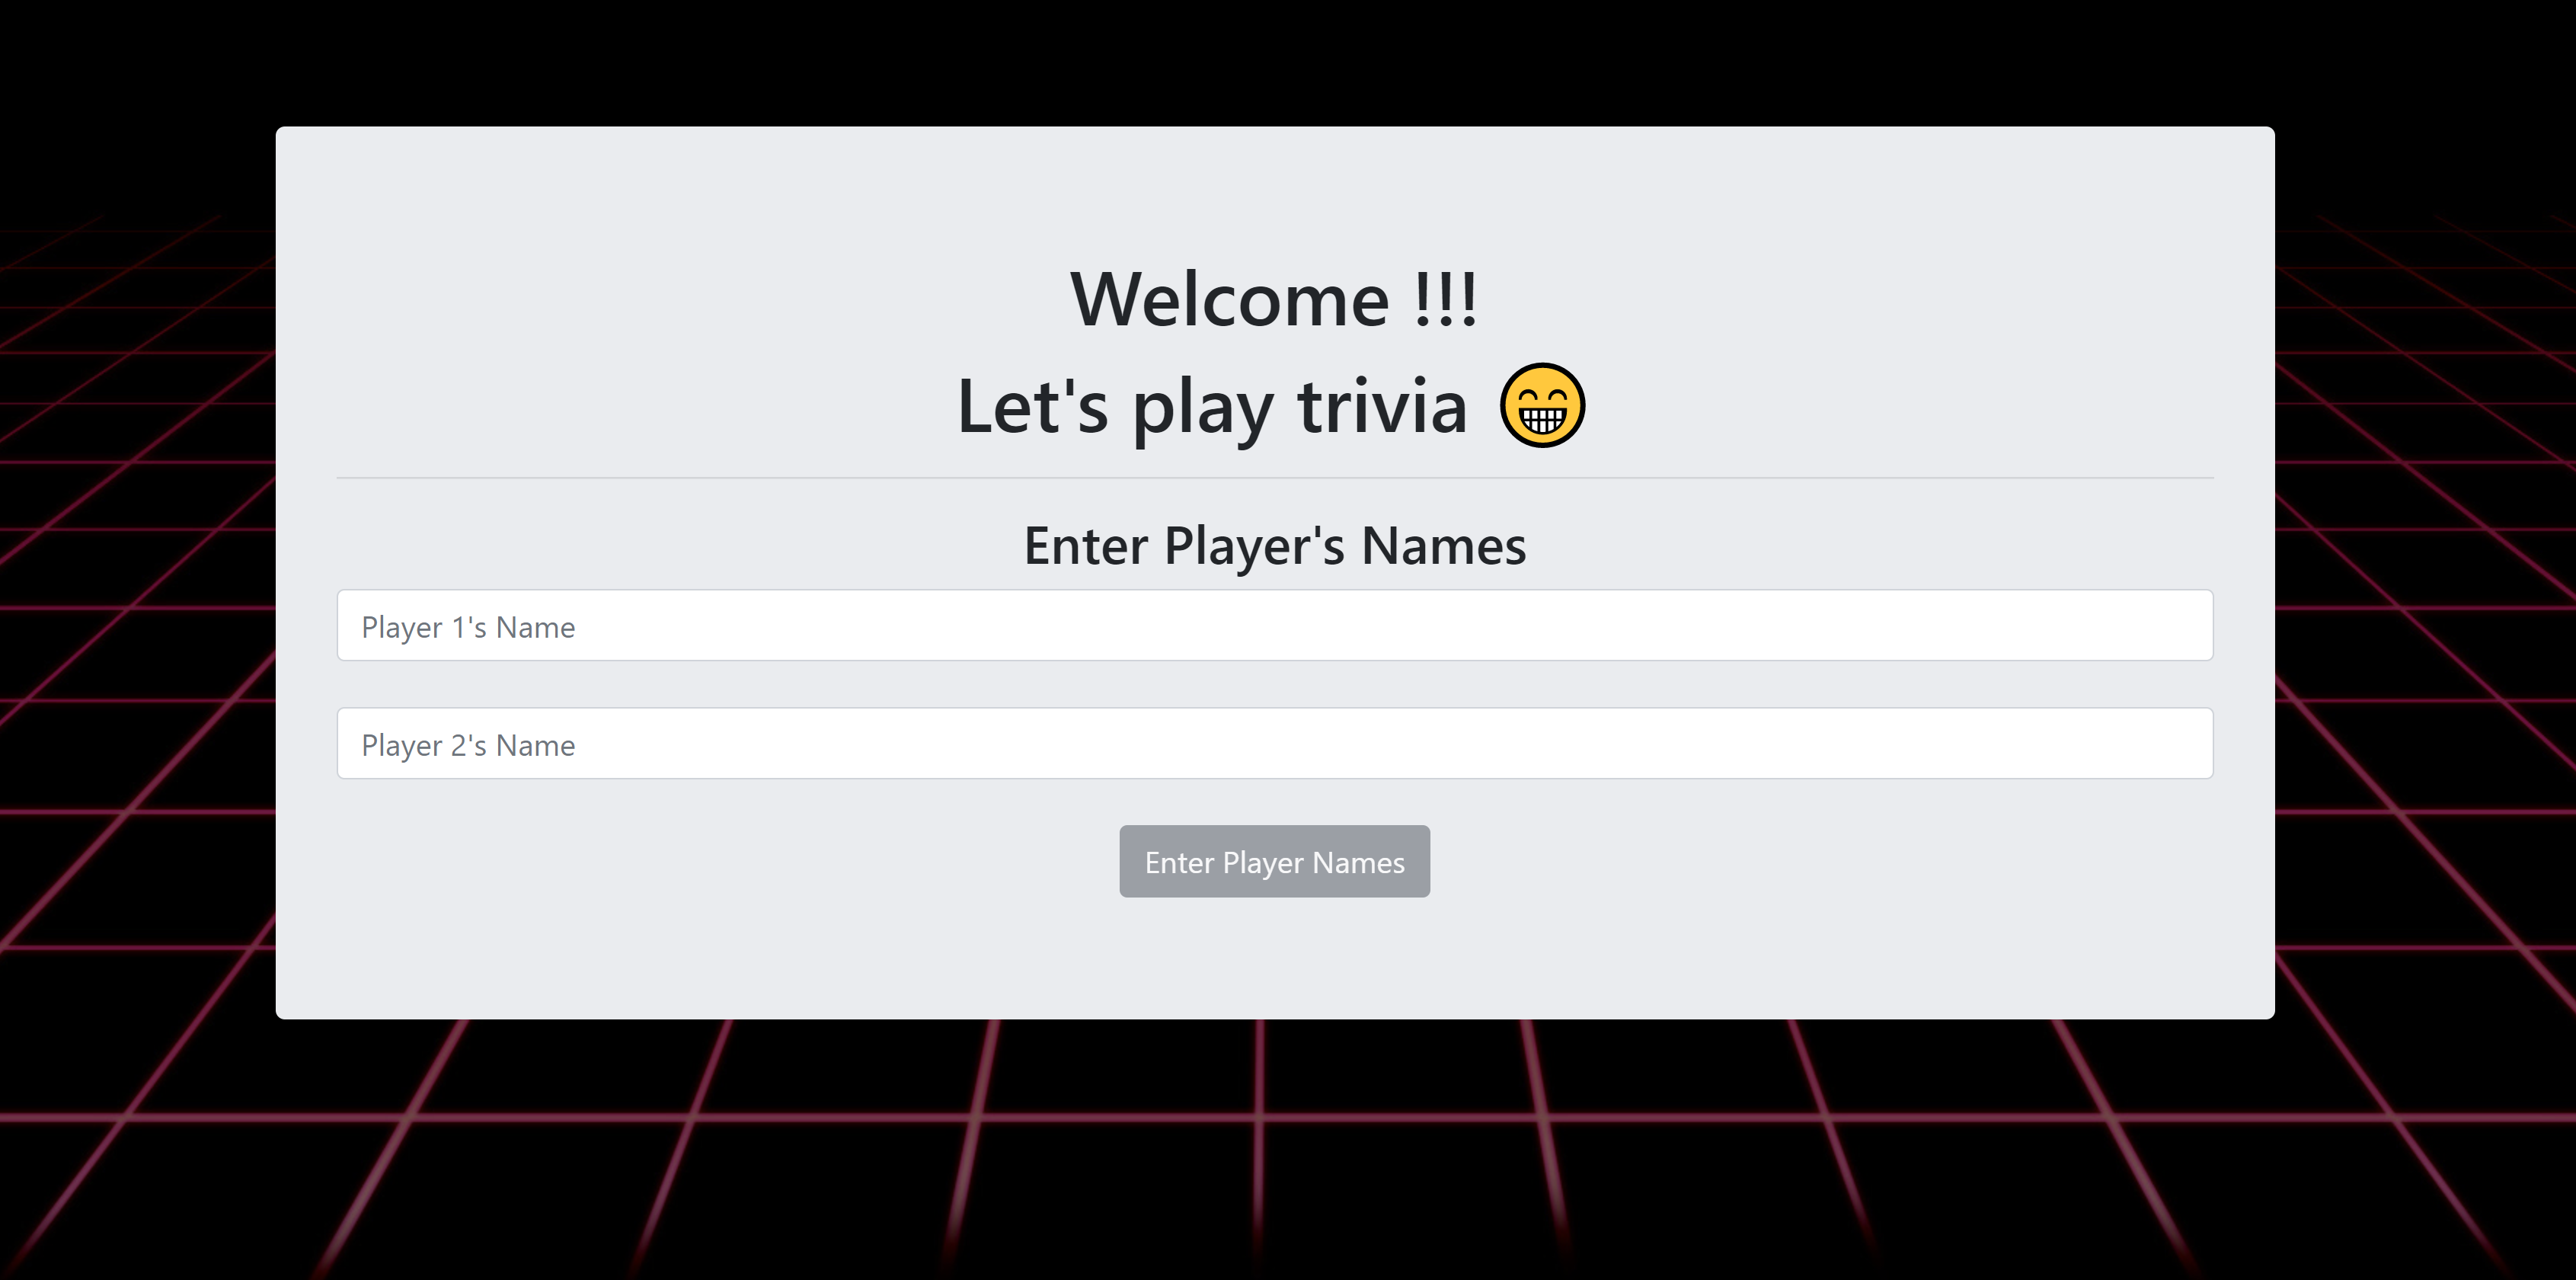 Welcome !!!
Let's play trivia 😁
Enter Player's Names
Player 1's Name
Player 2's Name
Enter Player Names